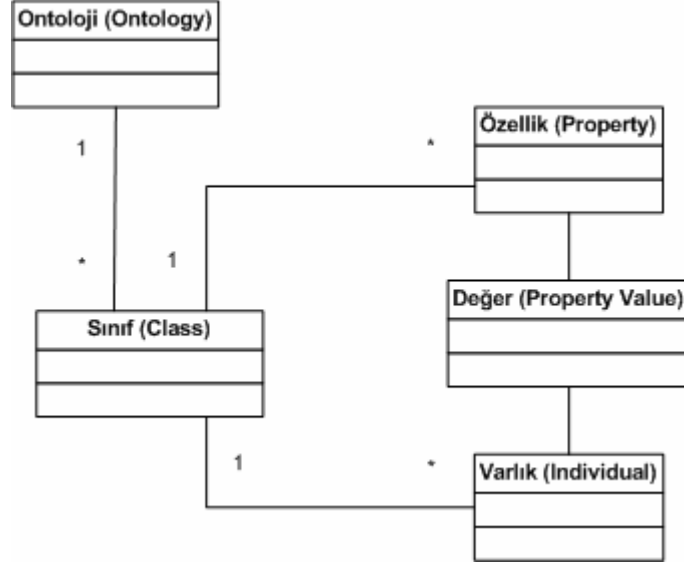 Ontoloji (Ontology)
1
*
Özellik (Property)
*
1
Sınıf (Class)
Değer (Property Value)
1
*
Varlık (Individual)